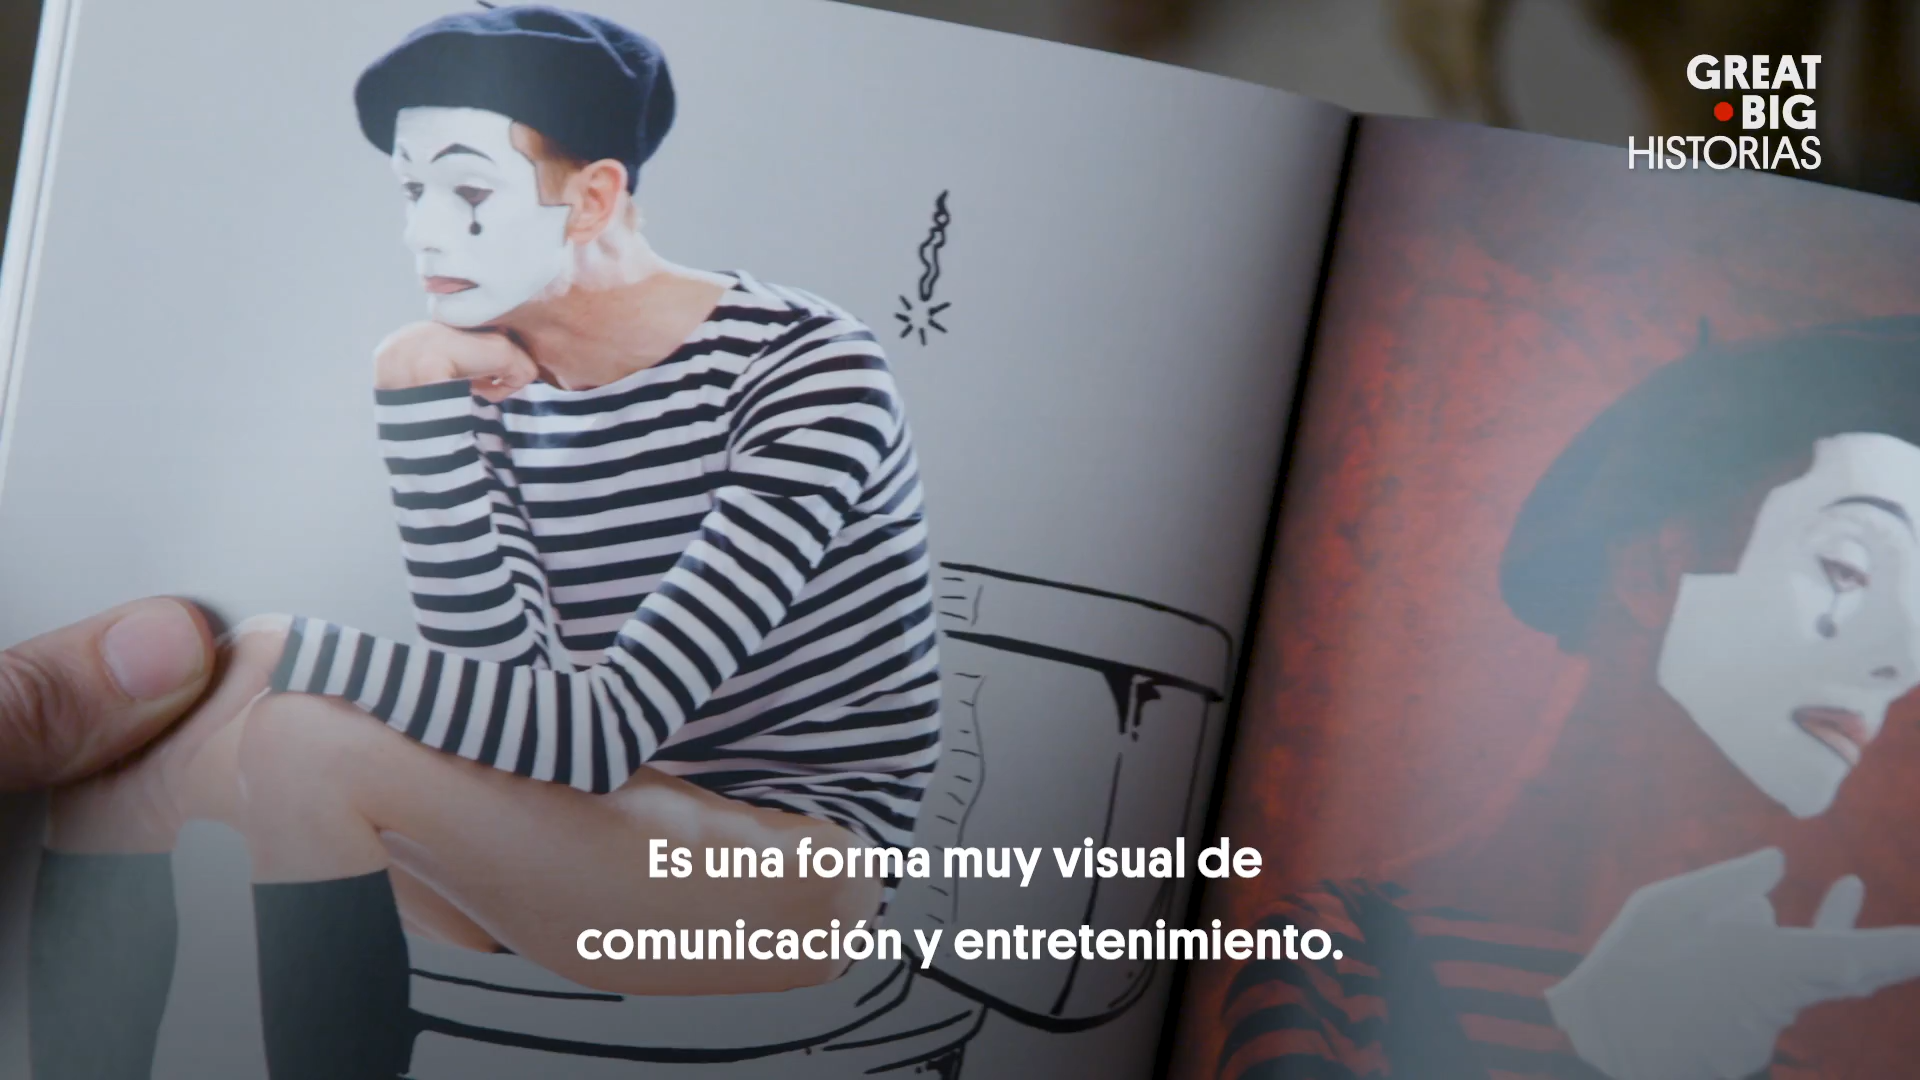 GREAT
BIG
HISTORIAS
Es una forma muy visual de
comunicación y entretenimiento.